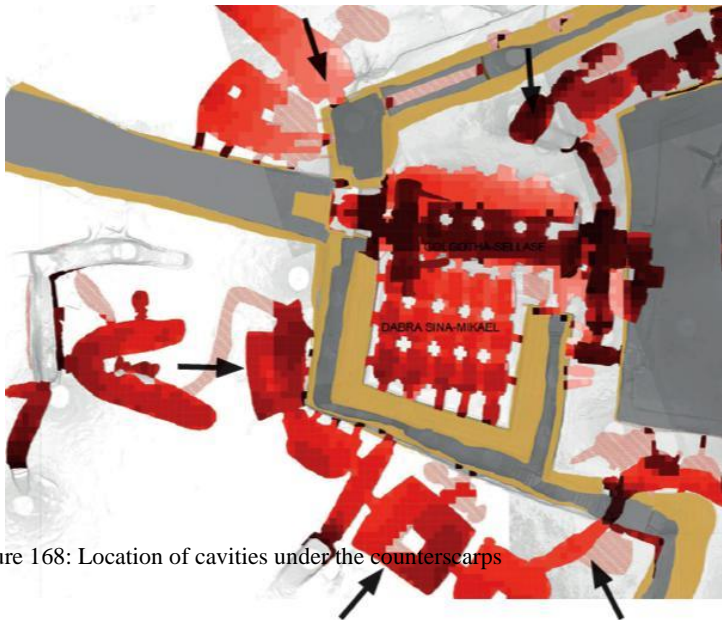 GOLGOTHA-SELLASE
DABRA SINA-MIKAEL
ure 168: Location of cavities under the counterscarps